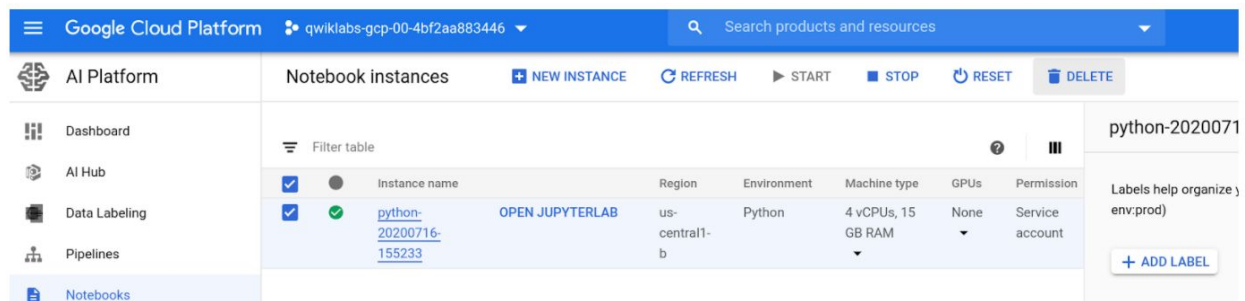 Google Cloud Platform qwiklabs-gcp-00-4bf2aa883446 Search products and resources
AI Platform
Notebook instances NEW INSTANCE REFRESH START STOP RESET DELETE
Dashboard
AI Hub
Data Labeling
Pipelines
Notebooks
Filter table
Instance name Region Environment Machine type GPUs Permission
python- OPEN JUPYTERLAB us- Python 4 vCPUs, 15 None Service
20200716- central1- GB RAM account
155233 b
python-2020071
Labels help organize y
env:prod)
+ ADD LABEL